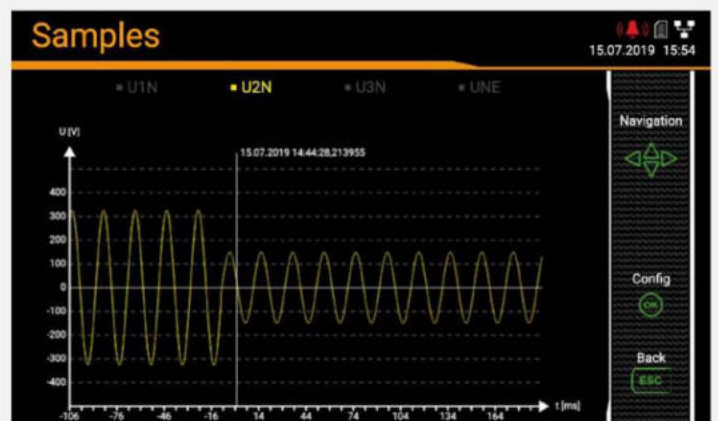 Samples
15.07.2019 15:54
U1N U2N U3N UNE
Navigation
U [V]
15.07.2019 14:44:28,213955
400
300
200
100
0
-100
-200
-300
-400
Config
OK
Back
ESC
-106 -76 -46 -16 14 44 74 104 134 164
t [ms]